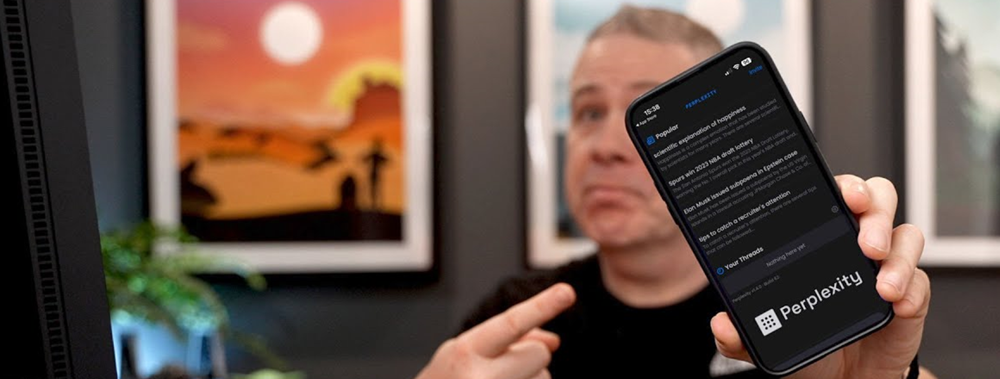 15:38
App Store
Invite
PERPLEXITY
Popular
scientific explanation of happiness
Happiness is a complex emotion that has been studied
by scientists for many years. There are several scientifi...
Spurs win 2023 NBA draft lottery
The San Antonio Spurs won the 2023 NBA Draft Lottery,
earning the No. 1 overall pick in this year's NBA draft and...
Elon Musk issued subpoena in Epstein case
Elon Musk has been issued a subpoena by the US Virgin
Islands in a lawsuit accusing JPMorgan Chase & Co. of...
tips to catch a recruiter's attention
To catch a recruiter's attention, there are several tips
that can be followed...
Your Threads
Nothing here yet
Perplexity v1.4.0 · Build 62
Perplexity